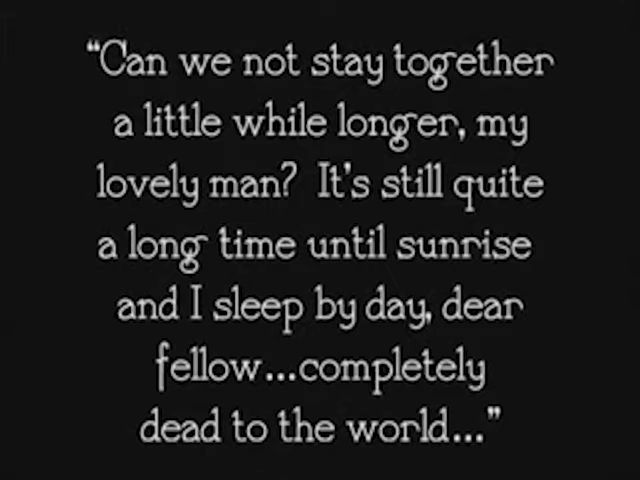 “Can we not stay together
a little while longer, my
lovely man? It's still quite
a long time until sunrise
and I sleep by day, dear
fellow...completely
dead to the world...”